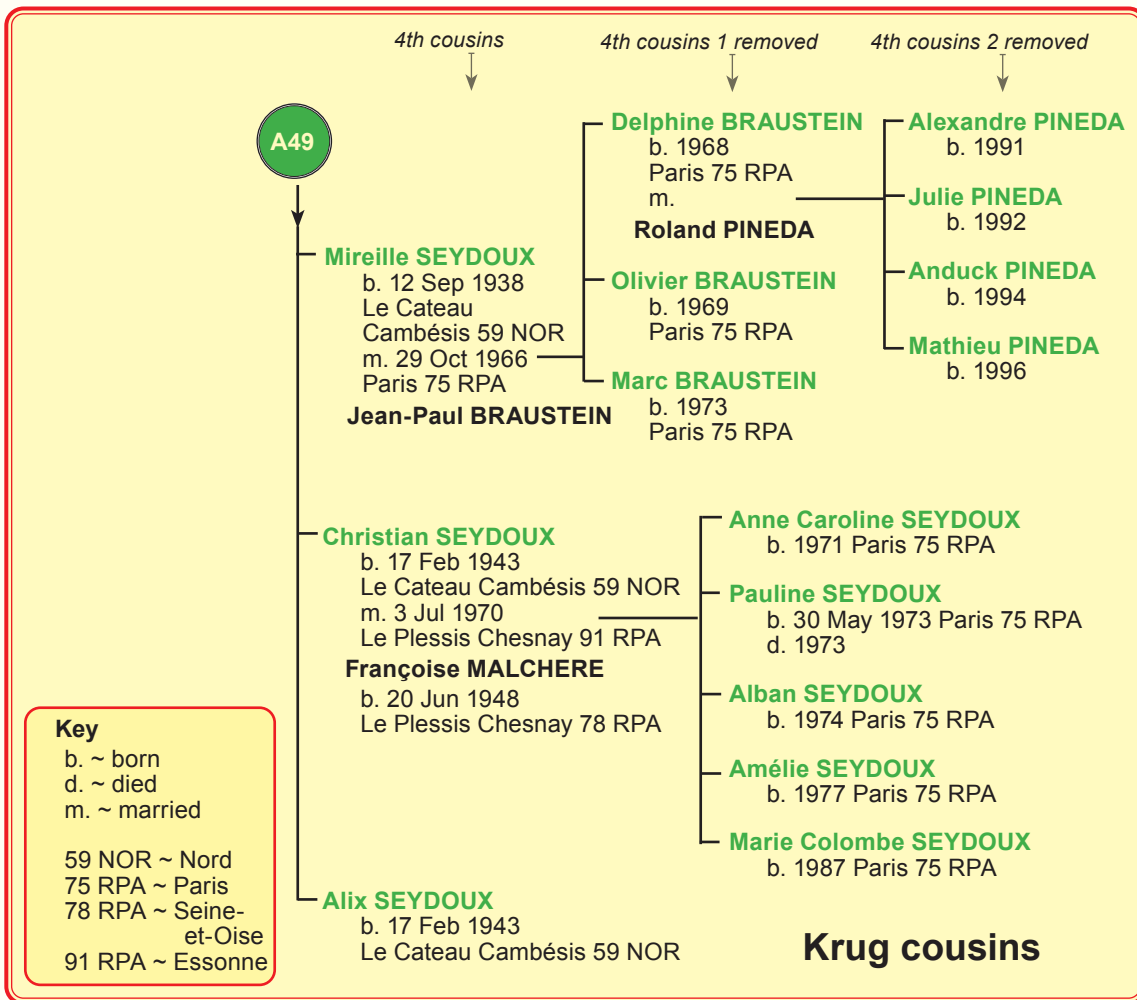 4th cousins
4th cousins 1 removed
4th cousins 2 removed
A49
Mireille SEYDOUX
b. 12 Sep 1938
Le Cateau
Cambésis 59 NOR
m. 29 Oct 1966
Paris 75 RPA
Jean-Paul BRAUSTEIN
Delphine BRAUSTEIN
b. 1968
Paris 75 RPA
m.
Roland PINEDA
Olivier BRAUSTEIN
b. 1969
Paris 75 RPA
Marc BRAUSTEIN
b. 1973
Paris 75 RPA
Alexandre PINEDA
b. 1991
Julie PINEDA
b. 1992
Anduck PINEDA
b. 1994
Mathieu PINEDA
b. 1996
Christian SEYDOUX
b. 17 Feb 1943
Le Cateau Cambésis 59 NOR
m. 3 Jul 1970
Le Plessis Chesnay 91 RPA
Françoise MALCHERE
b. 20 Jun 1948
Le Plessis Chesnay 78 RPA
Anne Caroline SEYDOUX
b. 1971 Paris 75 RPA
Pauline SEYDOUX
b. 30 May 1973 Paris 75 RPA
d. 1973
Alban SEYDOUX
b. 1974 Paris 75 RPA
Amélie SEYDOUX
b. 1977 Paris 75 RPA
Marie Colombe SEYDOUX
b. 1987 Paris 75 RPA
Alix SEYDOUX
b. 17 Feb 1943
Le Cateau Cambésis 59 NOR
Key
b. ~ born
d. ~ died
m. ~ married
59 NOR ~ Nord
75 RPA ~ Paris
78 RPA ~ Seine-
et-Oise
91 RPA ~ Essonne
Krug cousins